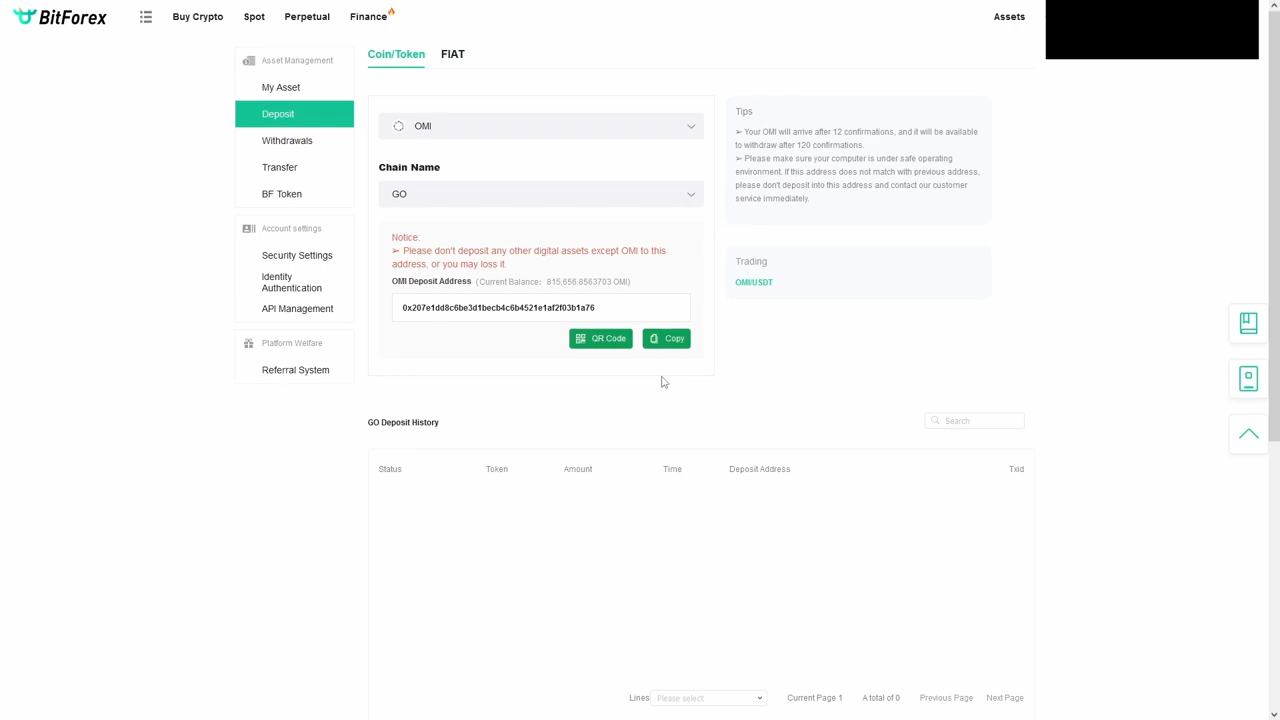 BitForex
Buy Crypto
Spot
Perpetual
Finance
Assets
Asset Management
My Asset
Deposit
Withdrawals
Transfer
BF Token
Account settings
Security Settings
Identity
Authentication
API Management
Platform Welfare
Referral System
Coin/Token
FIAT
OMI
Chain Name
GO
Notice:
➢ Please don't deposit any other digital assets except OMI to this
address, or you may loss it.
OMI Deposit Address (Current Balance: 815,656.8563703 OMI)
0x207e1dd8c6be3d1becb4c6b4521e1af2f03b1a76
QR Code
Copy
Tips
➢ Your OMI will arrive after 12 confirmations, and it will be available
to withdraw after 120 confirmations.
➢ Please make sure your computer is under safe operating
environment. If this address does not match with previous address,
please don't deposit into this address and contact our customer
service immediately.
Trading
OMI/USDT
GO Deposit History
Search
Status
Token
Amount
Time
Deposit Address
Txid
Lines
Please select
Current Page 1
A total of 0
Previous Page
Next Page